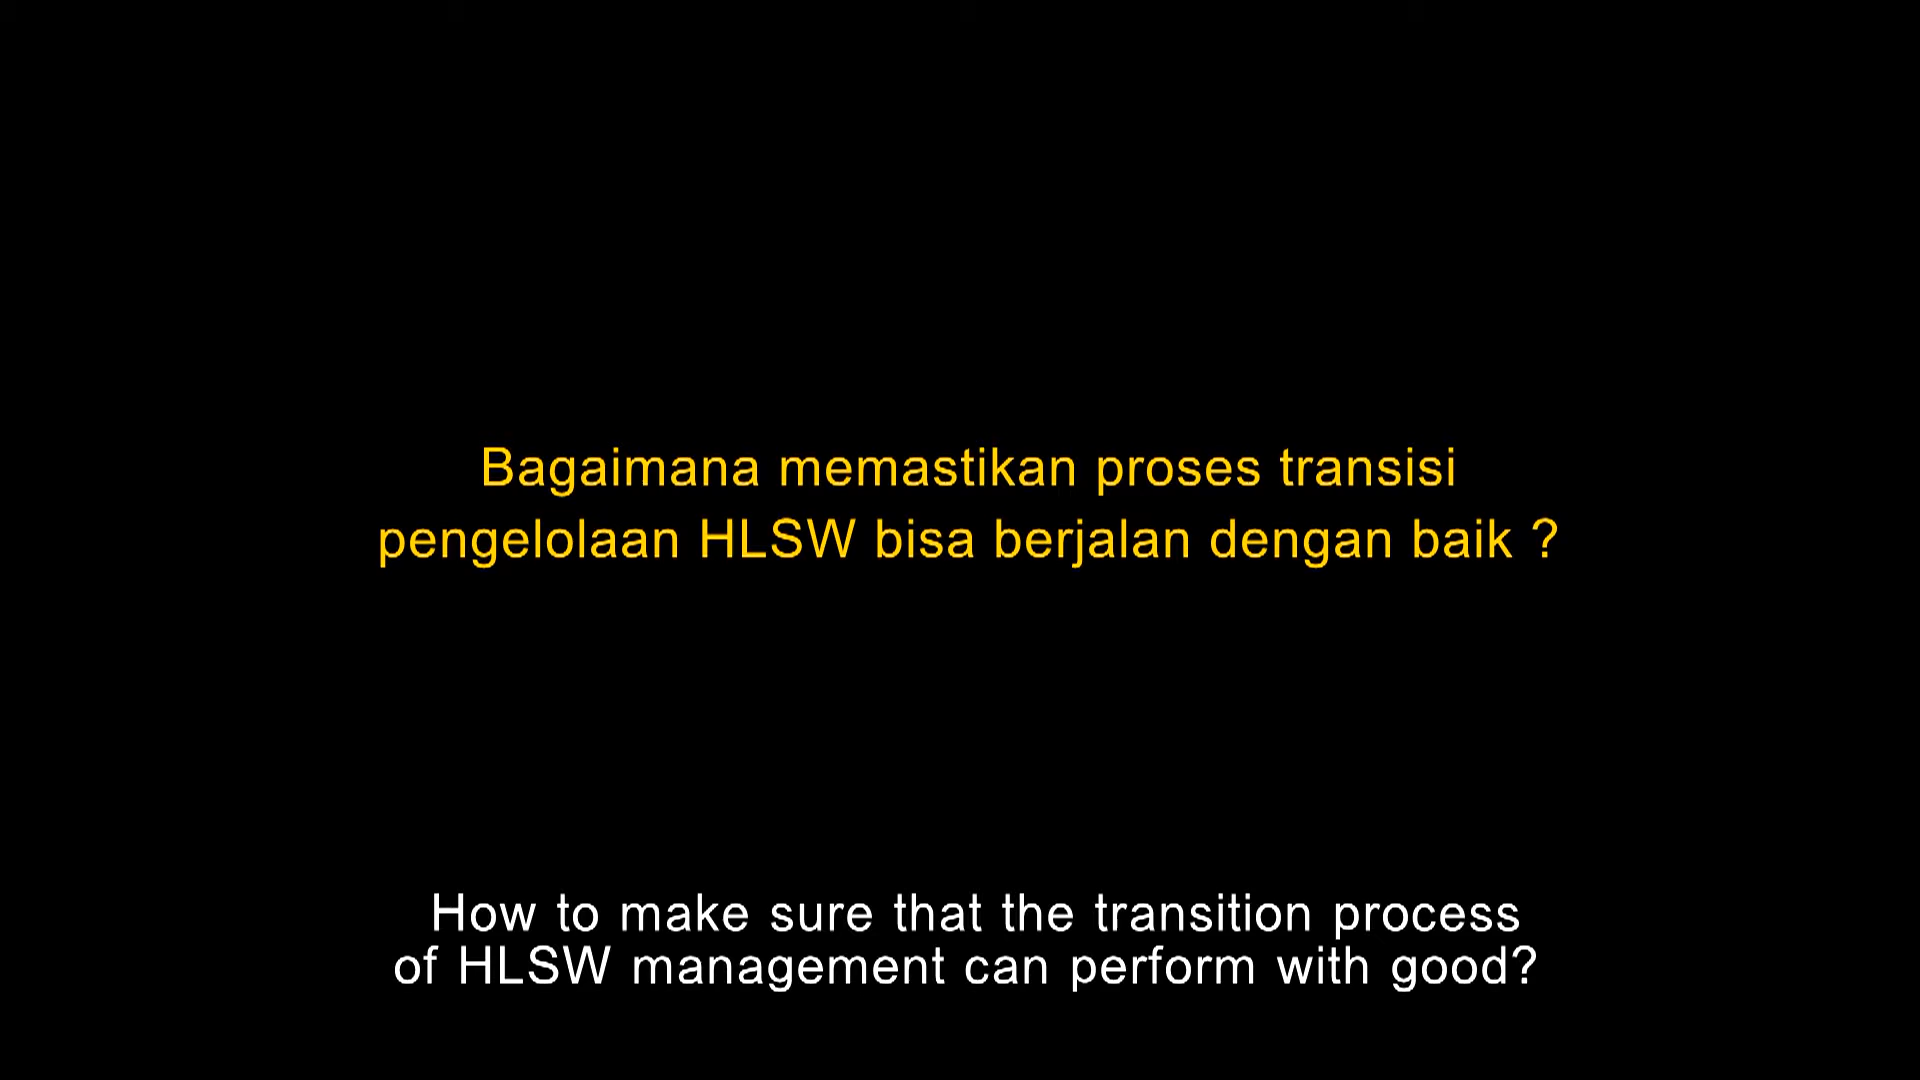 Bagaimana memastikan proses transisi
pengelolaan HLSW bisa berjalan dengan baik ?
How to make sure that the transition process
of HLSW management can perform with good?